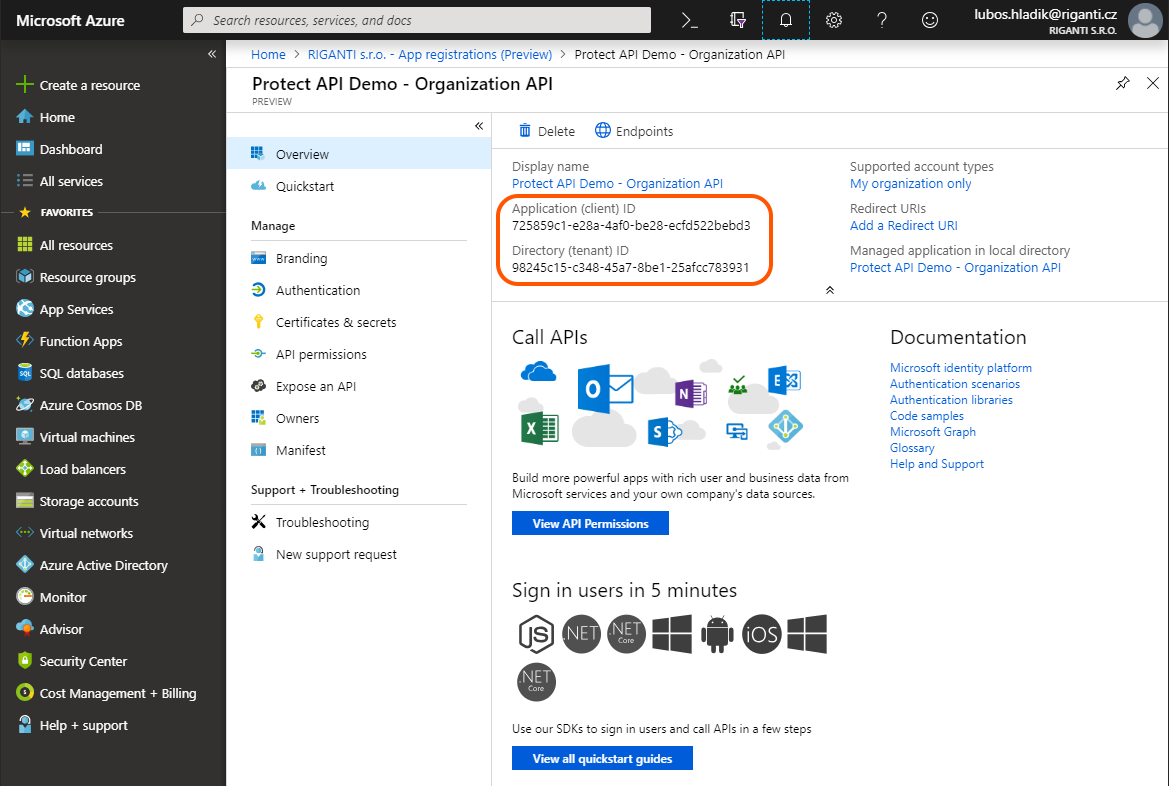 Microsoft Azure
Search resources, services, and docs
lubos.hladik@riganti.cz
RIGANTI S.R.O.
Create a resource
Home
Dashboard
All services
FAVORITES
All resources
Resource groups
App Services
Function Apps
SQL databases
Azure Cosmos DB
Virtual machines
Load balancers
Storage accounts
Virtual networks
Azure Active Directory
Monitor
Advisor
Security Center
Cost Management + Billing
Help + support
Home > RIGANTI s.r.o. - App registrations (Preview) > Protect API Demo - Organization API
Protect API Demo - Organization API
PREVIEW
Overview
Quickstart
Manage
Branding
Authentication
Certificates & secrets
API permissions
Expose an API
Owners
Manifest
Support + Troubleshooting
Troubleshooting
New support request
Delete
Endpoints
Display name
Protect API Demo - Organization API
Application (client) ID
725859c1-e28a-4af0-be28-ecfd522bebd3
Directory (tenant) ID
98245c15-c348-45a7-8be1-25afcc783931
Supported account types
My organization only
Redirect URIs
Add a Redirect URI
Managed application in local directory
Protect API Demo - Organization API
Call APIs
Build more powerful apps with rich user and business data from
Microsoft services and your own company's data sources.
View API Permissions
Documentation
Microsoft identity platform
Authentication scenarios
Authentication libraries
Code samples
Microsoft Graph
Glossary
Help and Support
Sign in users in 5 minutes
JS
.NET
.NET
Core
iOS
.NET
Core
Use our SDKs to sign in users and call APIs in a few steps
View all quickstart guides